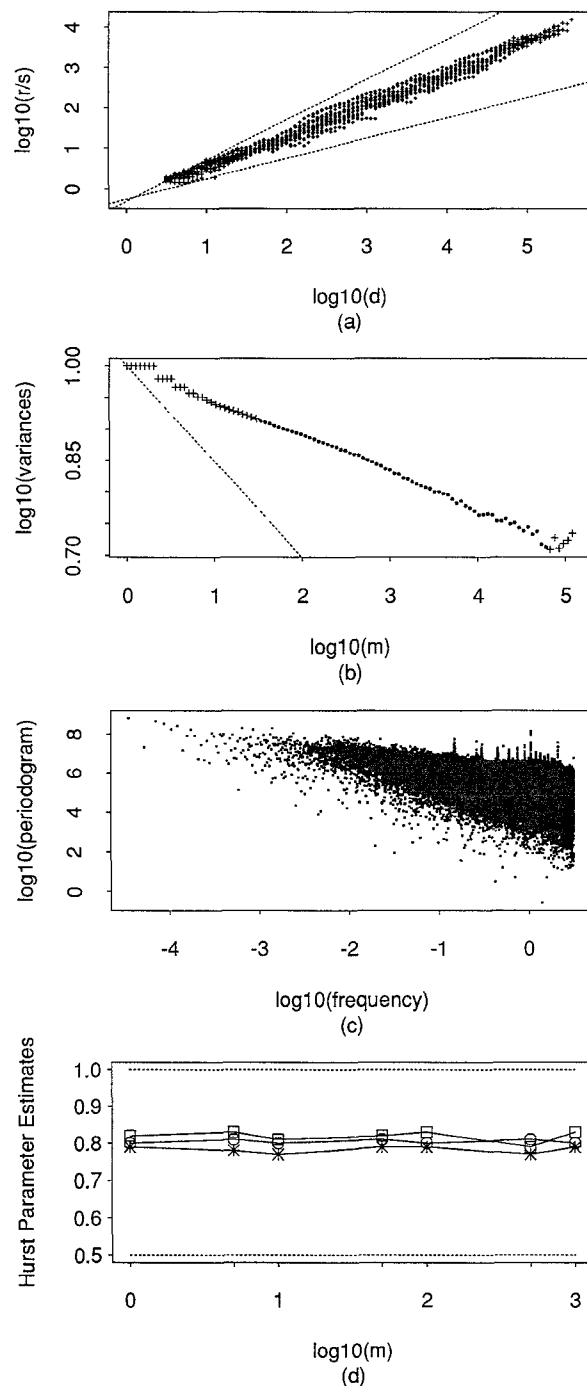 log10(r/s)
4
3
2
1
0
0 1 2 3 4 5
log10(d)
(a)
log10(variances)
1.00
0.85
0.70
0 1 2 3 4 5
log10(m)
(b)
log10(periodogram)
8
6
4
2
0
-4 -3 -2 -1 0
log10(frequency)
(c)
Hurst Parameter Estimates
1.0
0.9
0.8
0.7
0.6
0.5
0 1 2 3
log10(m)
(d)